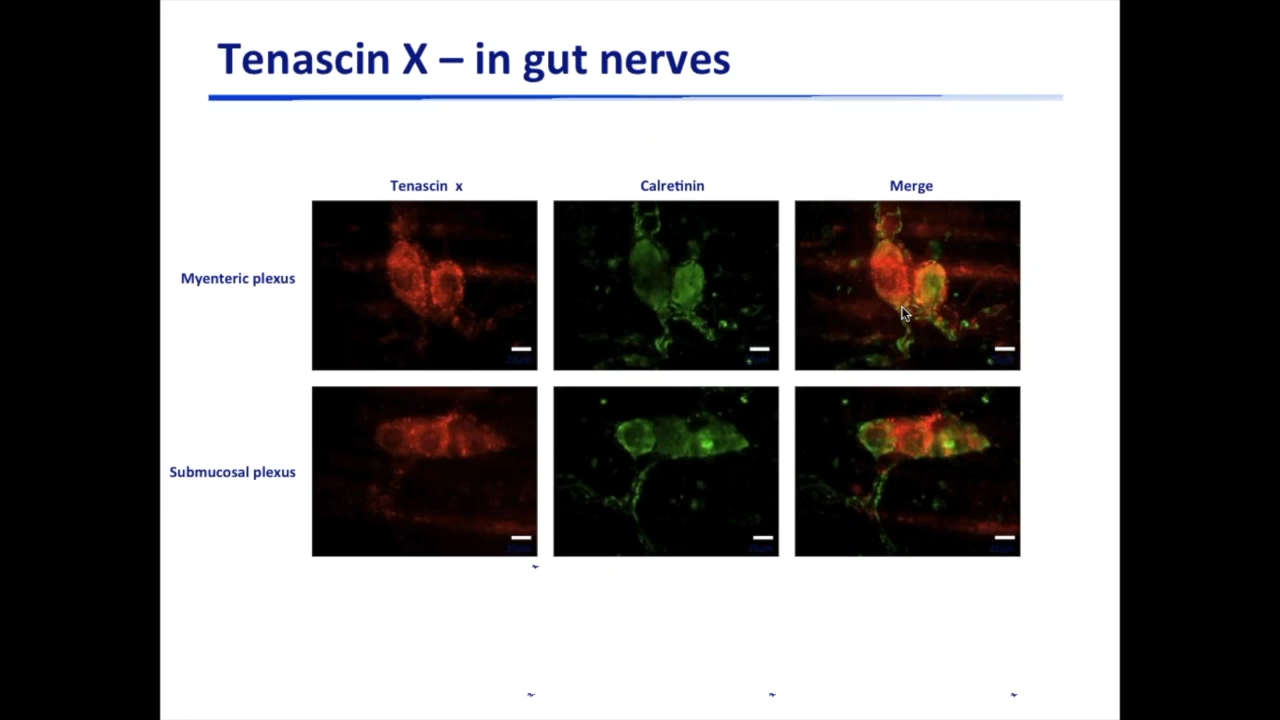 Tenascin X – in gut nerves
Tenascin x
Calretinin
Merge
Myenteric plexus
Submucosal plexus